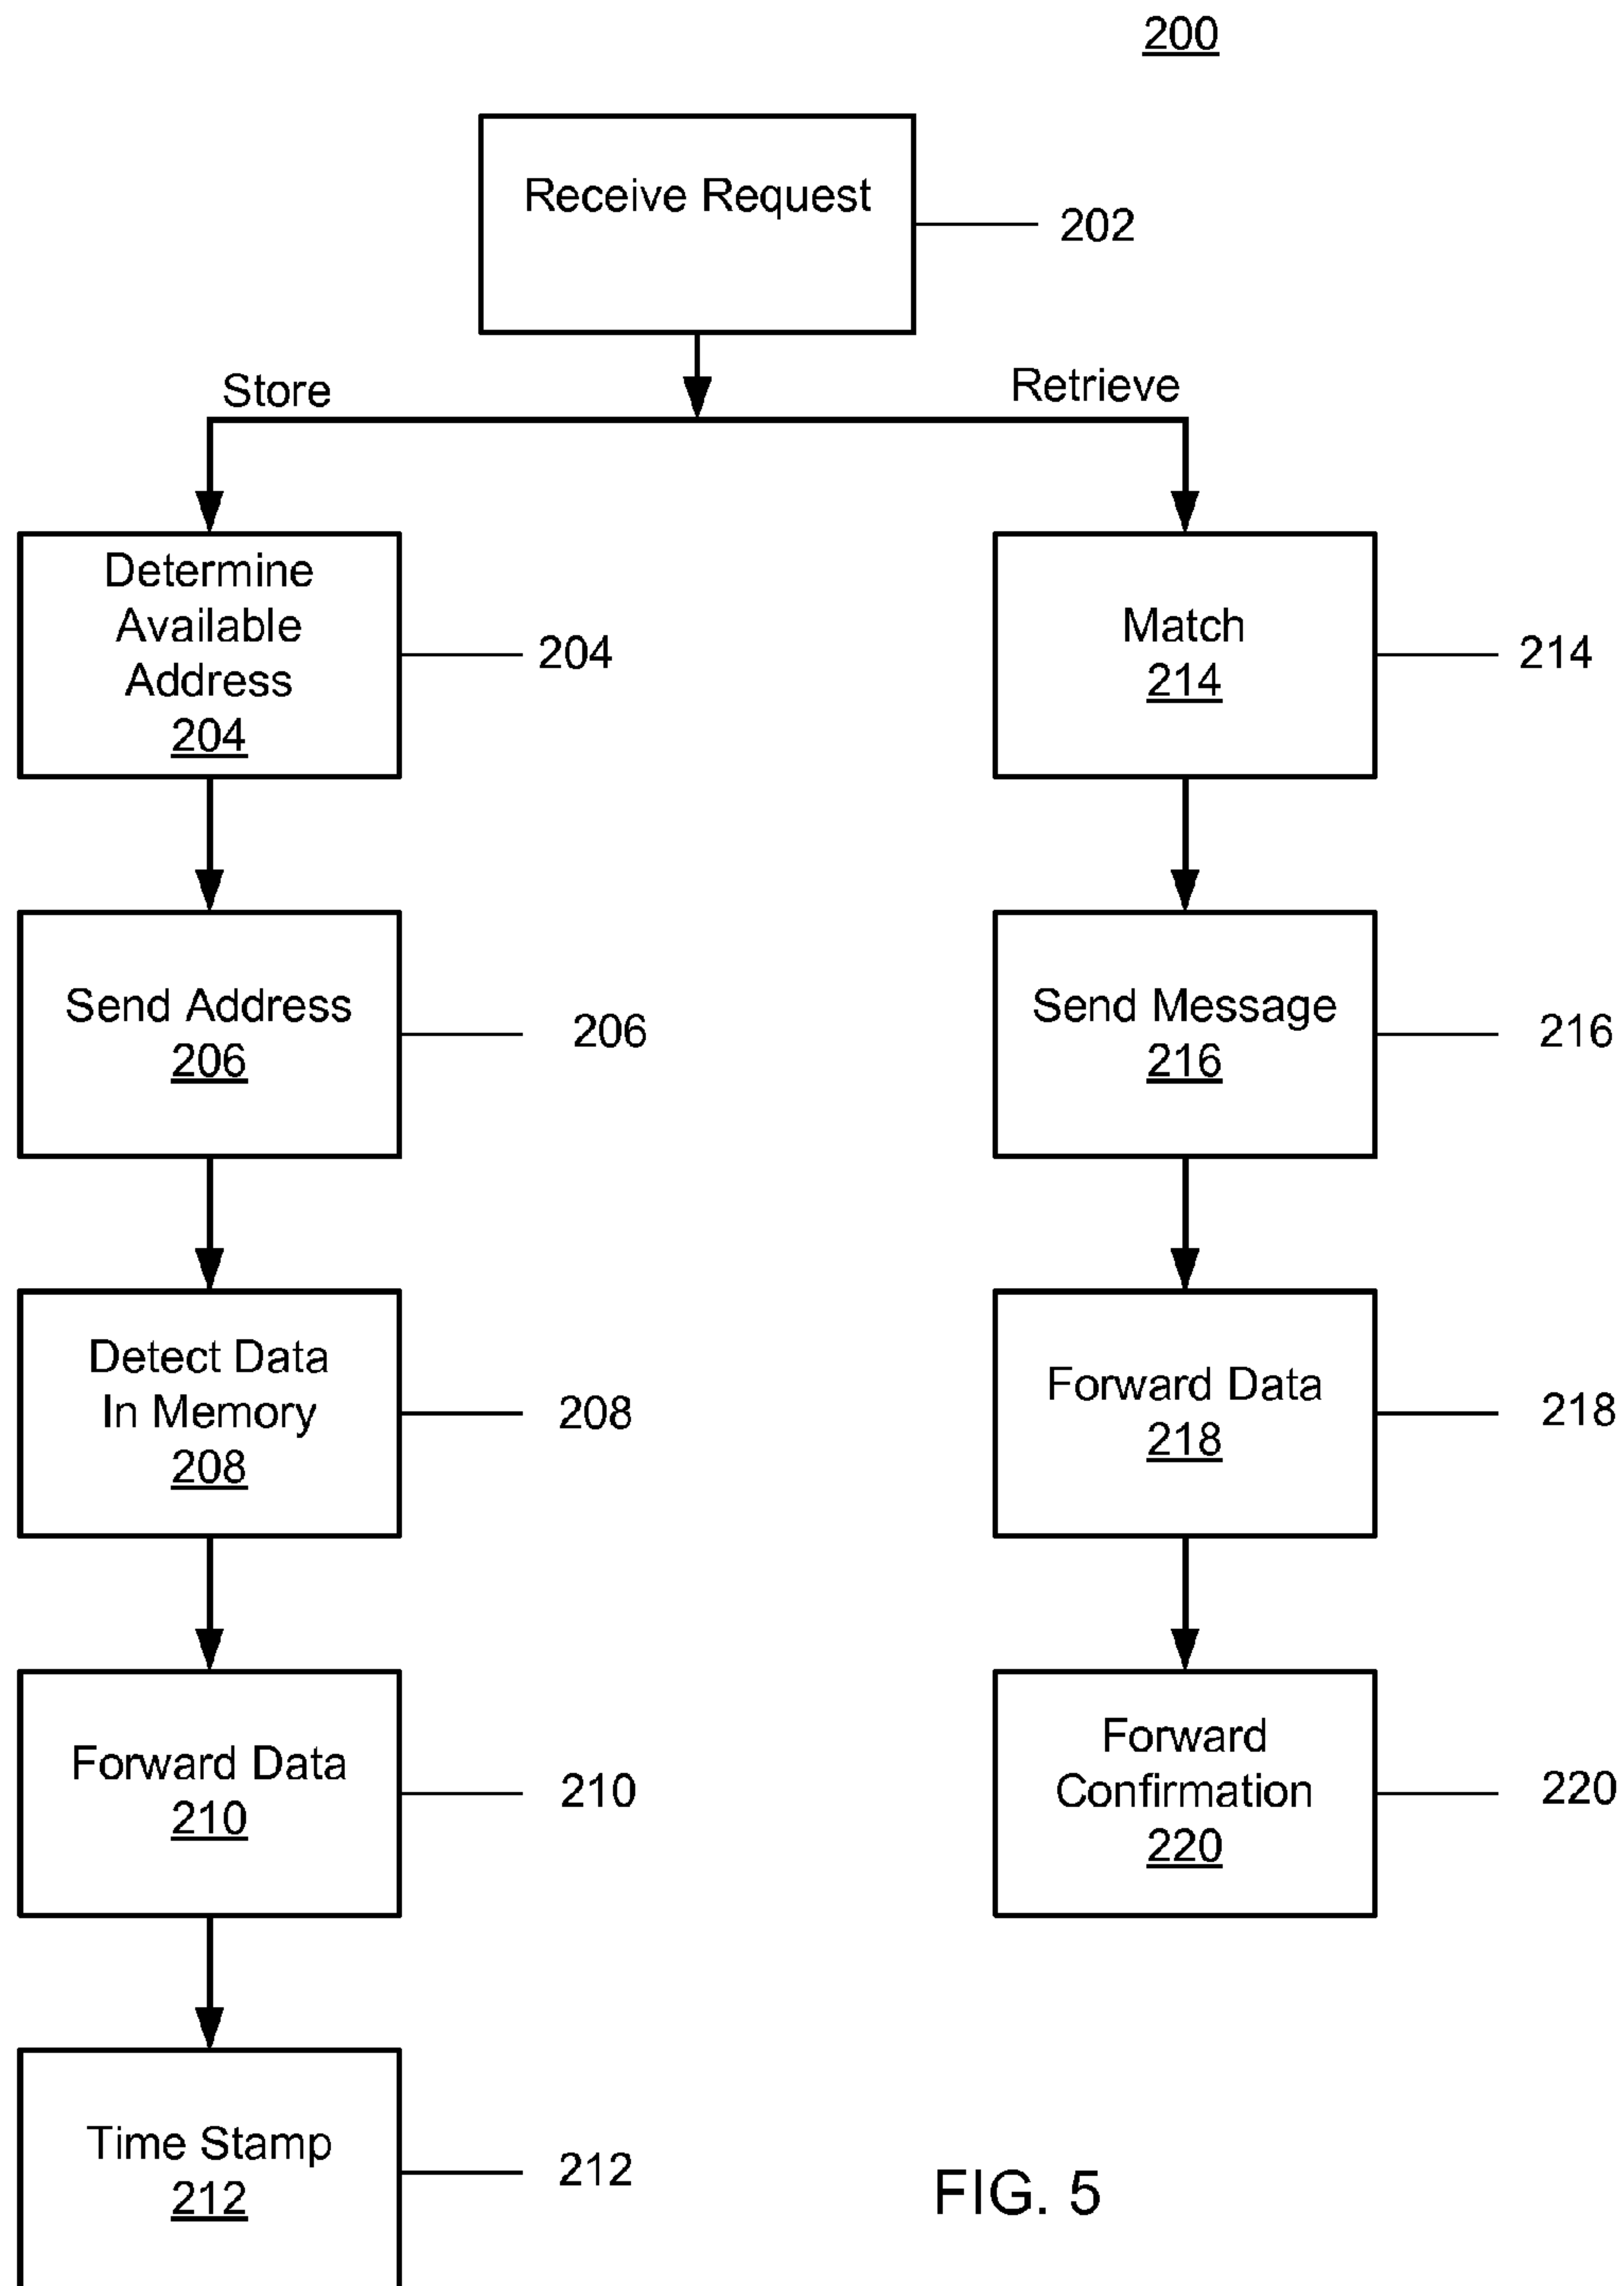 200
Receive Request
202
Store
Retrieve
Determine
Available
Address
204
204
Match
214
214
Send Address
206
206
Send Message
216
216
Detect Data
In Memory
208
208
Forward Data
218
218
Forward Data
210
210
Forward
Confirmation
220
220
Time Stamp
212
212
FIG. 5